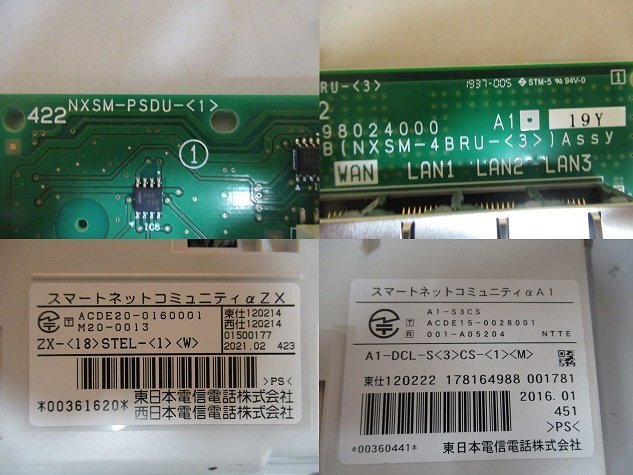 422 NXSM-PSDU-<1>
1
IC6
RU-<3>
1937-005 STM-5 94V-0
1
2
98024000 A1 19Y
B(NXSM-4BRU-<3>)Assy
WAN LAN1 LAN2 LAN3
スマートネットコミュニティαZX
ACDE20-0160001
M20-0013
東仕120214
西仕120214
01500177
ZX-<18>STEL-<1><W>
2021.02 423
>PS<
*00361620*
東日本電信電話株式会社
西日本電信電話株式会社
スマートネットコミュニティαA1
A1-S3CS
T ACDE15-0028001
R 001-A05204 NTTE
A1-DCL-S<3>CS-<1><M>
東仕120222 178164988 001781
2016.01
451
>PS<
*00360441*
東日本電信電話株式会社